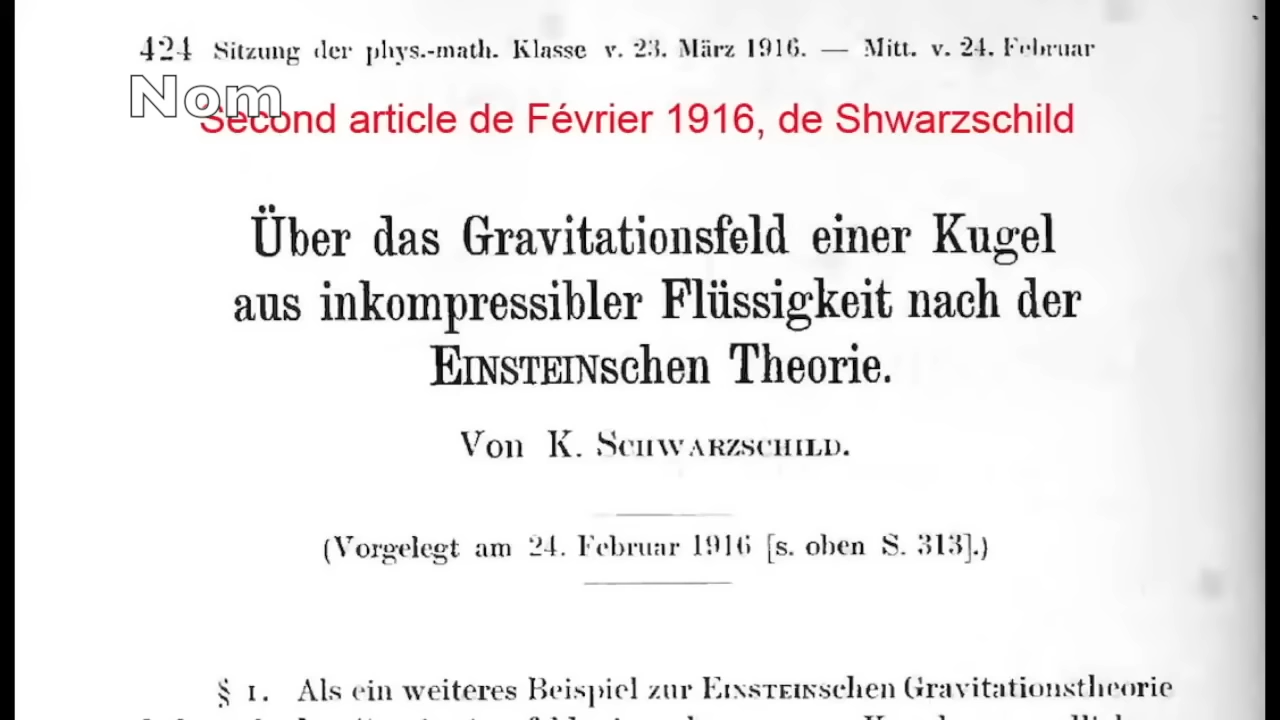 424 Sitzung der phys.-math. Klasse v. 23. März 1916. — Mitt. v. 24. Februar
Nom
Second article de Février 1916, de Shwarzschild
Über das Gravitationsfeld einer Kugel
aus inkompressibler Flüssigkeit nach der
EINSTEINschen Theorie.
Von K. SCHWARZSCHILD.
(Vorgelegt am 24. Februar 1916 [s. oben S. 313].)
§ 1. Als ein weiteres Beispiel zur EINSTEINschen Gravitationstheorie